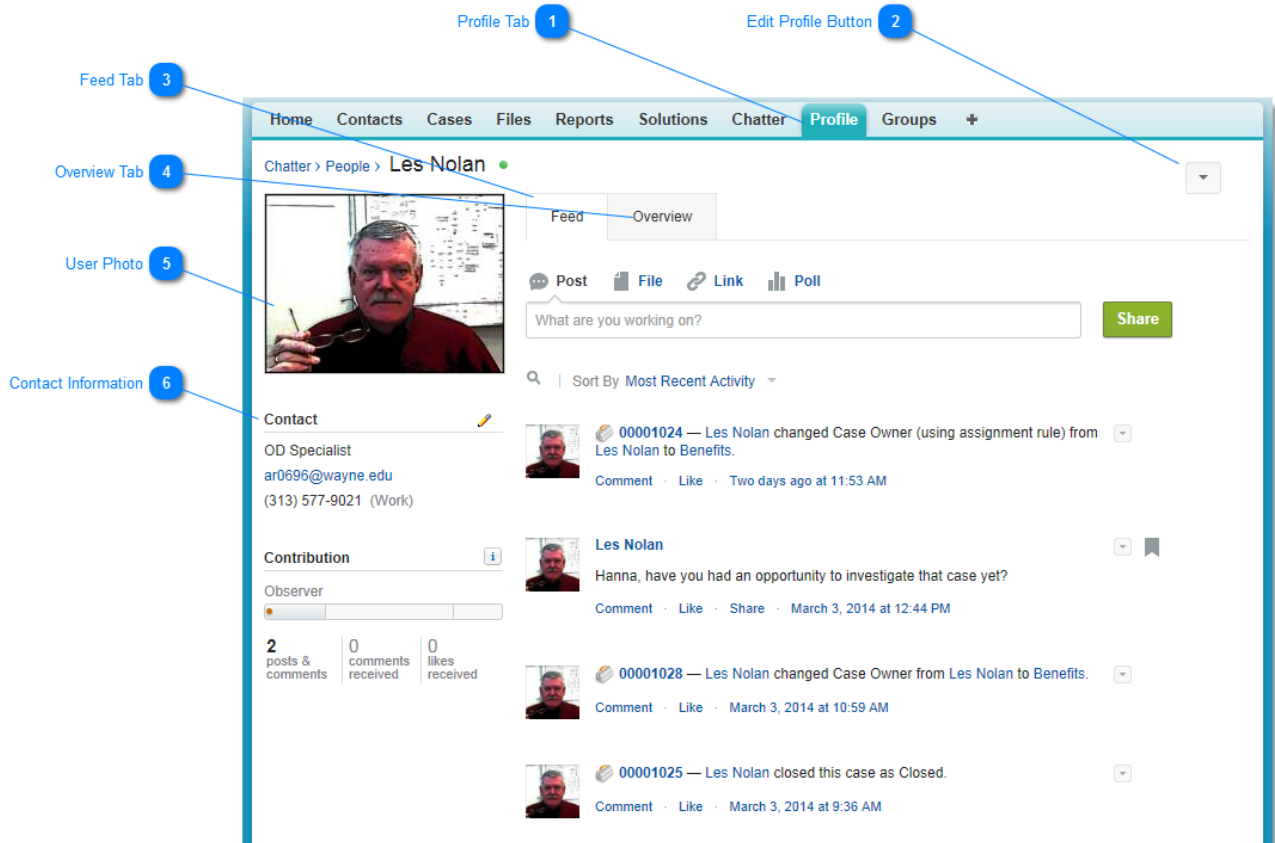 Profile Tab 1
Edit Profile Button 2
Feed Tab 3
Home Contacts Cases Files Reports Solutions Chatter Profile Groups +
Chatter › People › Les Nolan
Overview Tab 4
Feed Overview
User Photo 5
Post File Link Poll
What are you working on?
Share
Contact Information 6
Sort By Most Recent Activity
Contact
OD Specialist
ar0696@wayne.edu
(313) 577-9021 (Work)
Contribution i
Observer
2 0 0
posts & comments likes
comments received received
00001024 — Les Nolan changed Case Owner (using assignment rule) from
Les Nolan to Benefits.
Comment · Like · Two days ago at 11:53 AM
Les Nolan
Hanna, have you had an opportunity to investigate that case yet?
Comment · Like · Share · March 3, 2014 at 12:44 PM
00001028 — Les Nolan changed Case Owner from Les Nolan to Benefits.
Comment · Like · March 3, 2014 at 10:59 AM
00001025 — Les Nolan closed this case as Closed.
Comment · Like · March 3, 2014 at 9:36 AM